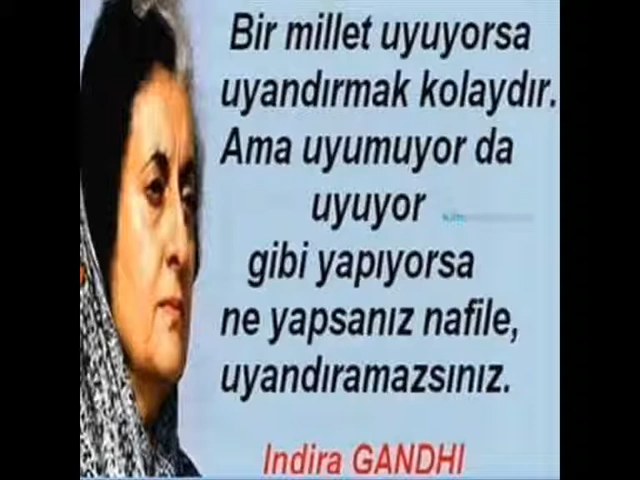 Bir millet uyuyorsa
uyandırmak kolaydır.
Ama uyumuyor da
uyuyor
gibi yapıyorsa
ne yapsanız nafile,
uyandıramazsınız.
Indira GANDHI